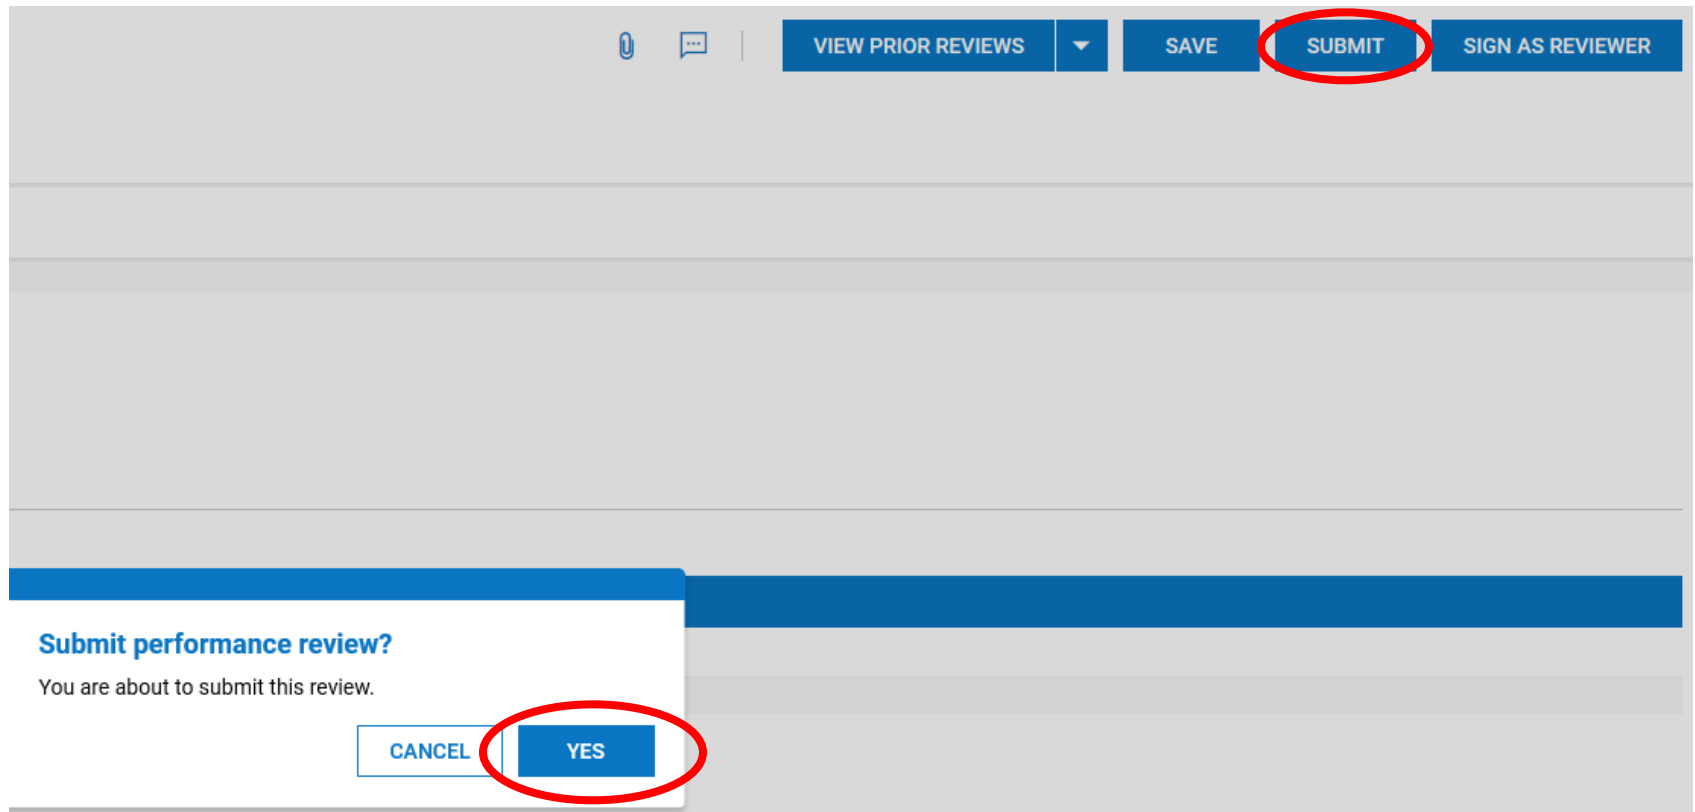 VIEW PRIOR REVIEWS SAVE SUBMIT SIGN AS REVIEWER
Submit performance review?
You are about to submit this review.
CANCEL YES